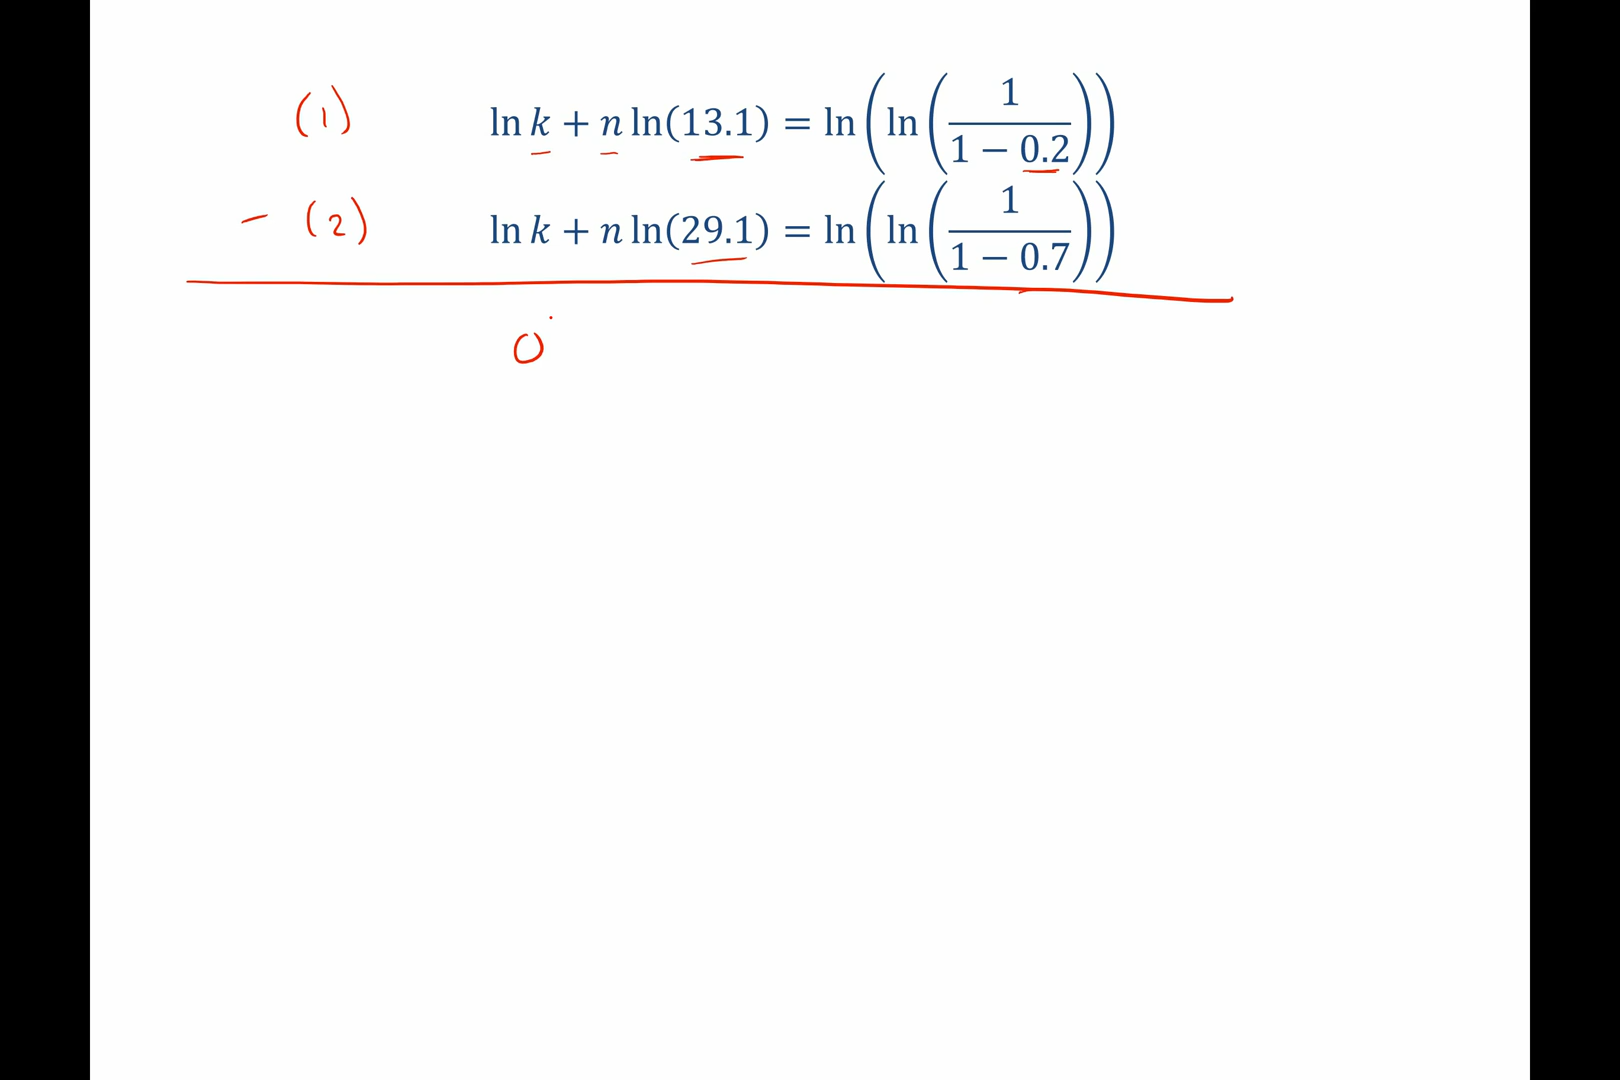 (1) ln k + n ln(13.1) = ln(ln(1/(1 − 0.2)))
− (2) ln k + n ln(29.1) = ln(ln(1/(1 − 0.7)))
0